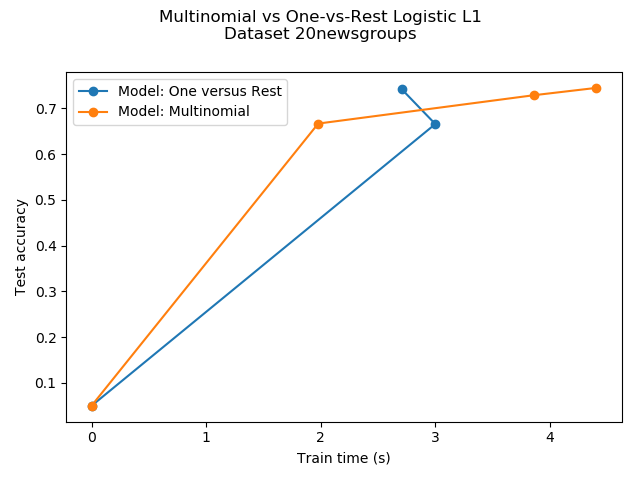 Multinomial vs One-vs-Rest Logistic L1
Dataset 20newsgroups
Model: One versus Rest
Model: Multinomial
0.7
0.6
0.5
0.4
0.3
0.2
0.1
Test accuracy
0 1 2 3 4
Train time (s)